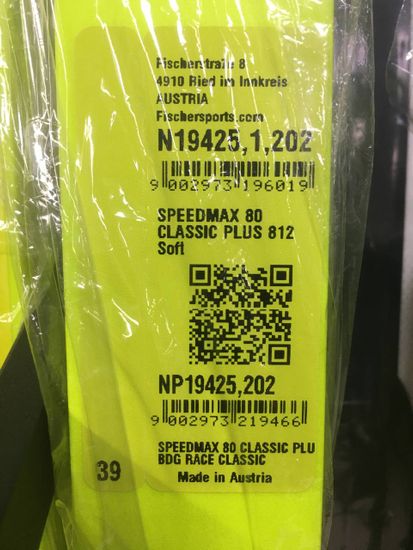 Fischerstraße 8
4910 Ried im Innkreis
AUSTRIA
Fischersports.com
N19425,1,202
9 002973 196019
SPEEDMAX 80
CLASSIC PLUS 812
Soft
NP19425,202
9 002973 219466
SPEEDMAX 80 CLASSIC PLU
BDG RACE CLASSIC
39
Made in Austria